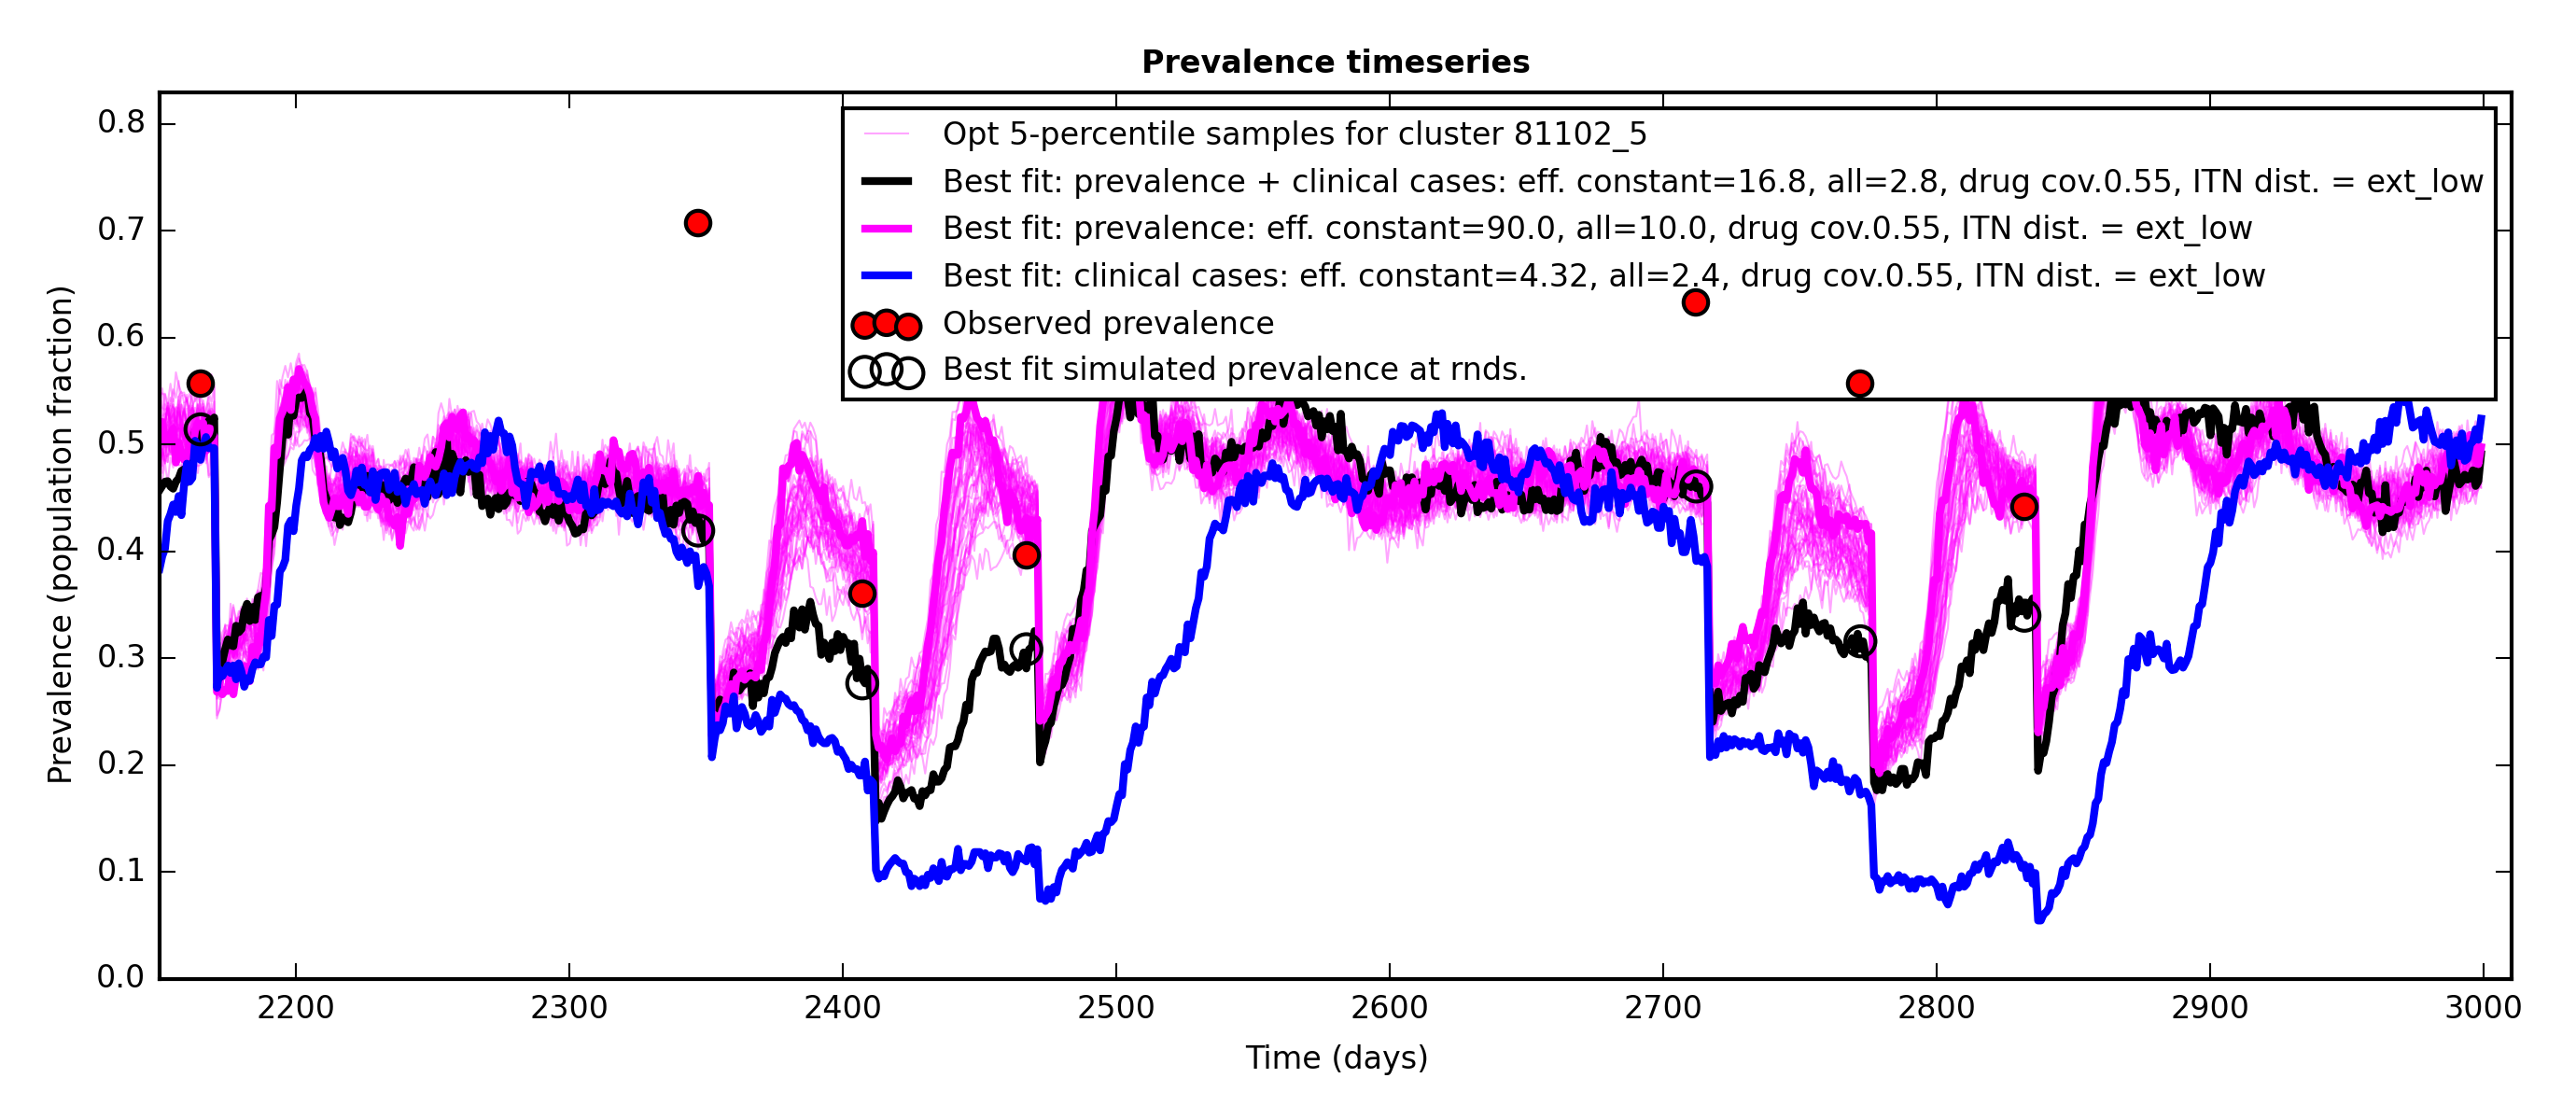 Prevalence timeseries
Opt 5-percentile samples for cluster 81102_5
Best fit: prevalence + clinical cases: eff. constant=16.8, all=2.8, drug cov.0.55, ITN dist. = ext_low
Best fit: prevalence: eff. constant=90.0, all=10.0, drug cov.0.55, ITN dist. = ext_low
Best fit: clinical cases: eff. constant=4.32, all=2.4, drug cov.0.55, ITN dist. = ext_low
Observed prevalence
Best fit simulated prevalence at rnds.
Prevalence (population fraction)
0.8
0.7
0.6
0.5
0.4
0.3
0.2
0.1
0.0
2200 2300 2400 2500 2600 2700 2800 2900 3000
Time (days)